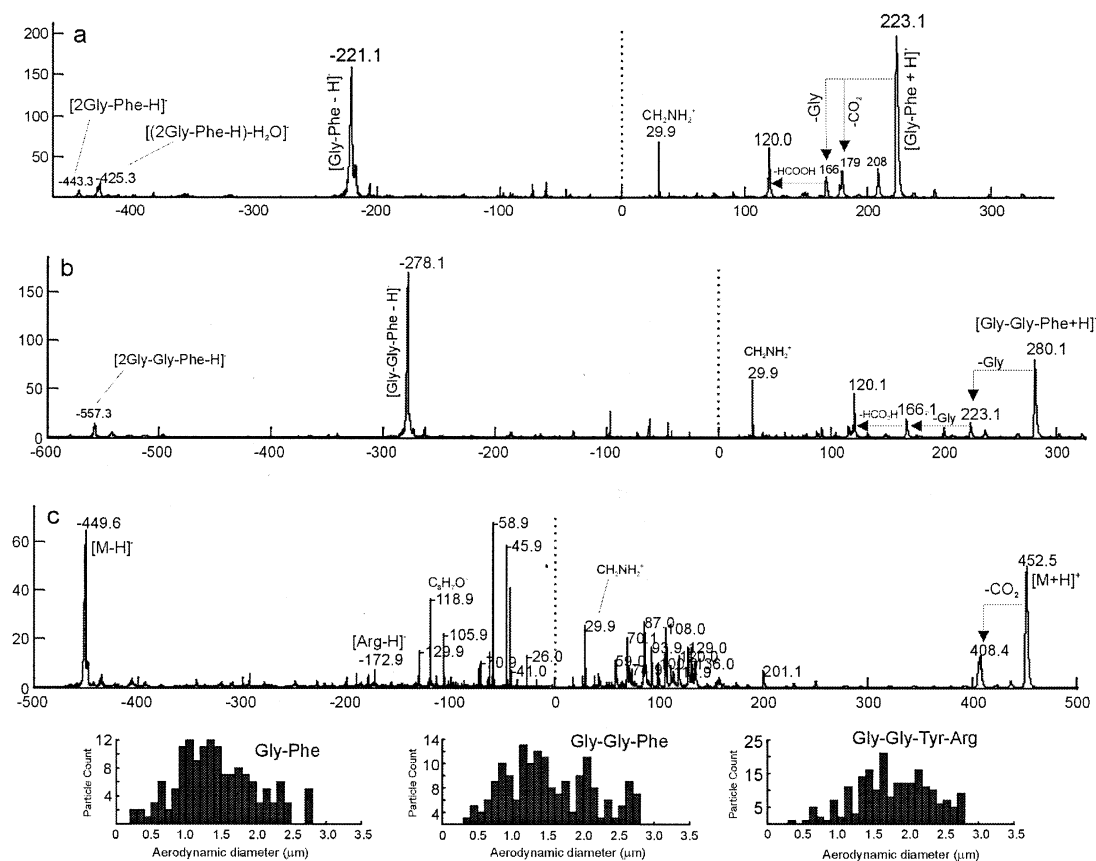 a
200
150
100
50
-221.1
223.1
[2Gly-Phe-H]⁻
[(2Gly-Phe-H)-H₂O]⁻
-443.3
-425.3
[Gly-Phe - H]⁻
CH₂NH₂⁺
29.9
120.0
-HCOOH
166
179
208
-Gly
-CO₂
[Gly-Phe + H]⁻
-400 -300 -200 -100 0 100 200 300
b
150
100
50
0
-278.1
[2Gly-Gly-Phe-H]⁻
-557.3
[Gly-Gly-Phe - H]⁻
CH₂NH₂⁺
29.9
120.1
-HCO₂H
166.1
-Gly
223.1
-Gly
[Gly-Gly-Phe+H]⁻
280.1
-600 -500 -400 -300 -200 -100 0 100 200 300
c
60
40
20
0
-449.6
[M-H]⁻
[Arg-H]⁻
-172.9
C₈H₇O⁻
-118.9
-129.9
-105.9
-58.9
-45.9
-26.0
-41.0
CH₂NH₂⁺
29.9
59.0
70.1
87.0
93.9
108.0
129.0
136.0
201.1
-CO₂
408.4
452.5
[M+H]⁺
-500 -400 -300 -200 -100 0 100 200 300 400 500
Gly-Phe
Particle Count
12
8
4
0 0.5 1.0 1.5 2.0 2.5 3.0 3.5
Aerodynamic diameter (µm)
Gly-Gly-Phe
Particle Count
14
10
8
4
0 0.5 1.0 1.5 2.0 2.5 3.0 3.5
Aerodynamic diameter (µm)
Gly-Gly-Tyr-Arg
Particle Count
25
15
5
0 0.5 1.0 1.5 2.0 2.5 3.0 3.5
Aerodynamic diameter (µm)